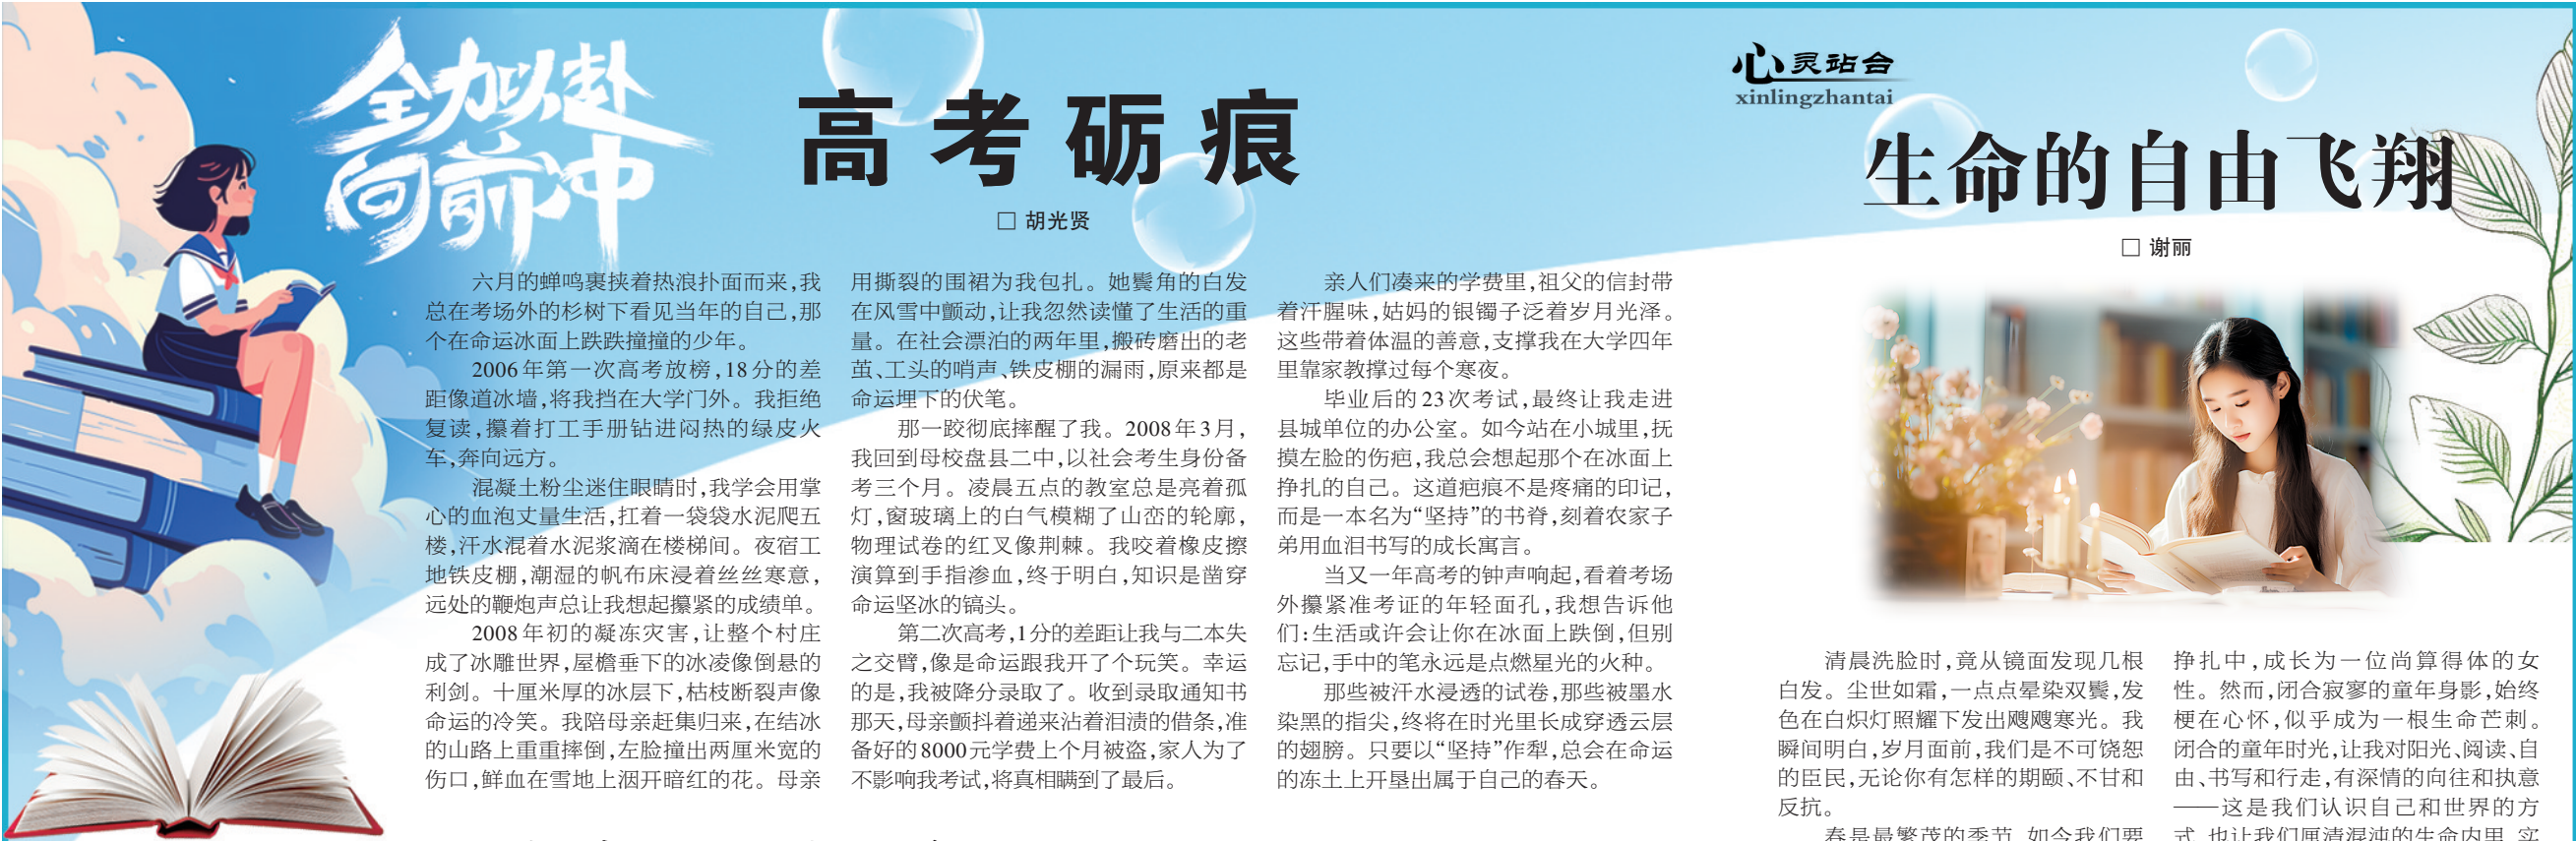 全力以赴
向前冲
高考砺痕
□ 胡光贤
六月的蝉鸣裹挟着热浪扑面而来,我
总在考场外的杉树下看见当年的自己,那
个在命运冰面上跌跌撞撞的少年。
2006年第一次高考放榜,18分的差
距像道冰墙,将我挡在大学门外。我拒绝
复读,攥着打工手册钻进闷热的绿皮火
车,奔向远方。
混凝土粉尘迷住眼睛时,我学会用掌
心的血泡丈量生活,扛着一袋袋水泥爬五
楼,汗水混着水泥浆滴在楼梯间。夜宿工
地铁皮棚,潮湿的帆布床浸着丝丝寒意,
远处的鞭炮声总让我想起攥紧的成绩单。
2008年初的凝冻灾害,让整个村庄
成了冰雕世界,屋檐垂下的冰凌像倒悬的
利剑。十厘米厚的冰层下,枯枝断裂声像
命运的冷笑。我陪母亲赶集归来,在结冰
的山路上重重摔倒,左脸撞出两厘米宽的
伤口,鲜血在雪地上洇开暗红的花。母亲
用撕裂的围裙为我包扎。她鬓角的白发
在风雪中颤动,让我忽然读懂了生活的重
量。在社会漂泊的两年里,搬砖磨出的老
茧、工头的哨声、铁皮棚的漏雨,原来都是
命运埋下的伏笔。
那一跤彻底摔醒了我。2008年3月,
我回到母校盘县二中,以社会考生身份备
考三个月。凌晨五点的教室总是亮着孤
灯,窗玻璃上的白气模糊了山峦的轮廓,
物理试卷的红叉像荆棘。我咬着橡皮擦
演算到手指渗血,终于明白,知识是凿穿
命运坚冰的镐头。
第二次高考,1分的差距让我与二本失
之交臂,像是命运跟我开了个玩笑。幸运
的是,我被降分录取了。收到录取通知书
那天,母亲颤抖着递来沾着泪渍的借条,准
备好的8000元学费上个月被盗,家人为了
不影响我考试,将真相瞒到了最后。
亲人们凑来的学费里,祖父的信封带
着汗腥味,姑妈的银镯子泛着岁月光泽。
这些带着体温的善意,支撑我在大学四年
里靠家教撑过每个寒夜。
毕业后的23次考试,最终让我走进
县城单位的办公室。如今站在小城里,抚
摸左脸的伤疤,我总会想起那个在冰面上
挣扎的自己。这道疤痕不是疼痛的印记,
而是一本名为“坚持”的书脊,刻着农家子
弟用血泪书写的成长寓言。
当又一年高考的钟声响起,看着考场
外攥紧准考证的年轻面孔,我想告诉他
们:生活或许会让你在冰面上跌倒,但别
忘记,手中的笔永远是点燃星光的火种。
那些被汗水浸透的试卷,那些被墨水
染黑的指尖,终将在时光里长成穿透云层
的翅膀。只要以“坚持”作犁,总会在命运
的冻土上开垦出属于自己的春天。
心灵站台
xinlingzhantai
生命的自由飞翔
□ 谢丽
清晨洗脸时,竟从镜面发现几根
白发。尘世如霜,一点点晕染双鬓,发
色在白炽灯照耀下发出飕飕寒光。我
瞬间明白,岁月面前,我们是不可饶恕
的臣民,无论你有怎样的期颐、不甘和
反抗。
春是最繁茂的季节,如今我们要
挣扎中,成长为一位尚算得体的女
性。然而,闭合寂寥的童年身影,始终
梗在心怀,似乎成为一根生命芒刺。
闭合的童年时光,让我对阳光、阅读、自
由、书写和行走,有深情的向往和执意
——这是我们认识自己和世界的方
式,也让我们厘清混沌的生命内里,实